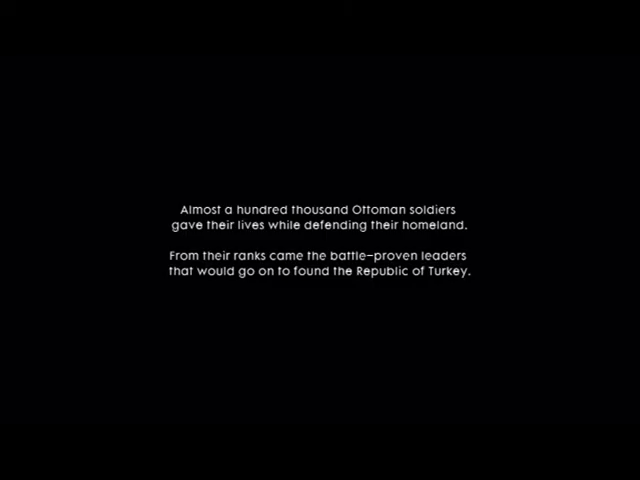 Almost a hundred thousand Ottoman soldiers
gave their lives while defending their homeland.
From their ranks came the battle-proven leaders
that would go on to found the Republic of Turkey.